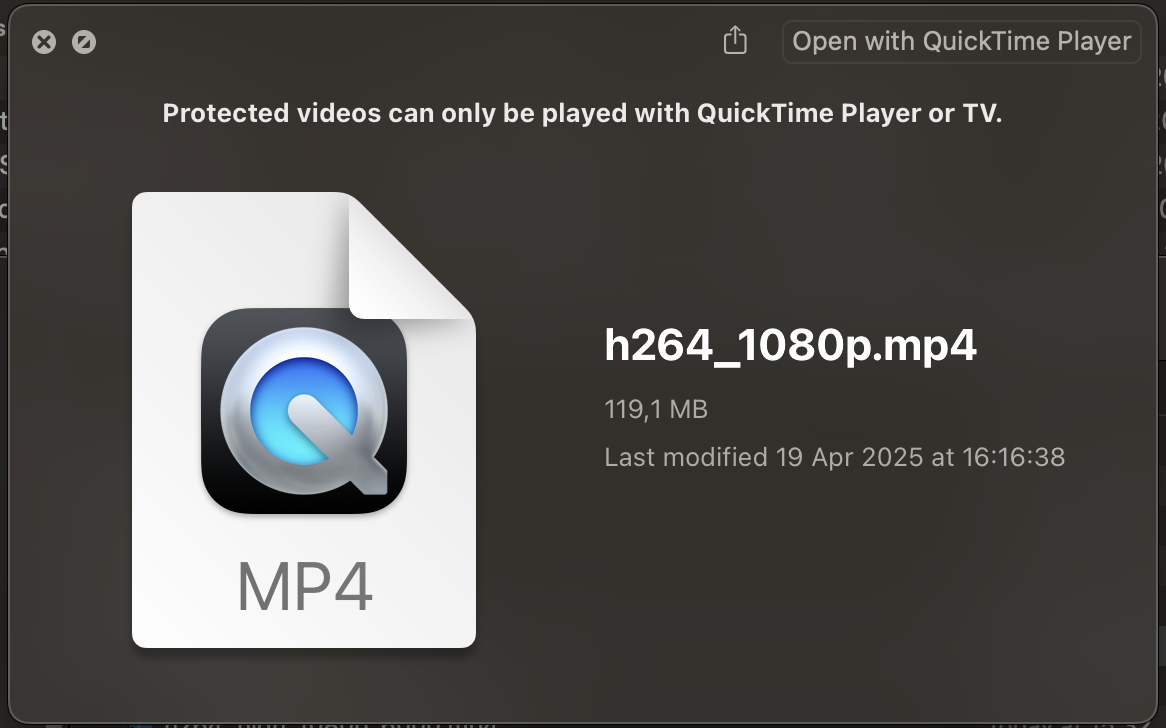 Open with QuickTime Player
Protected videos can only be played with QuickTime Player or TV.
h264_1080p.mp4
119,1 MB
Last modified 19 Apr 2025 at 16:16:38
MP4